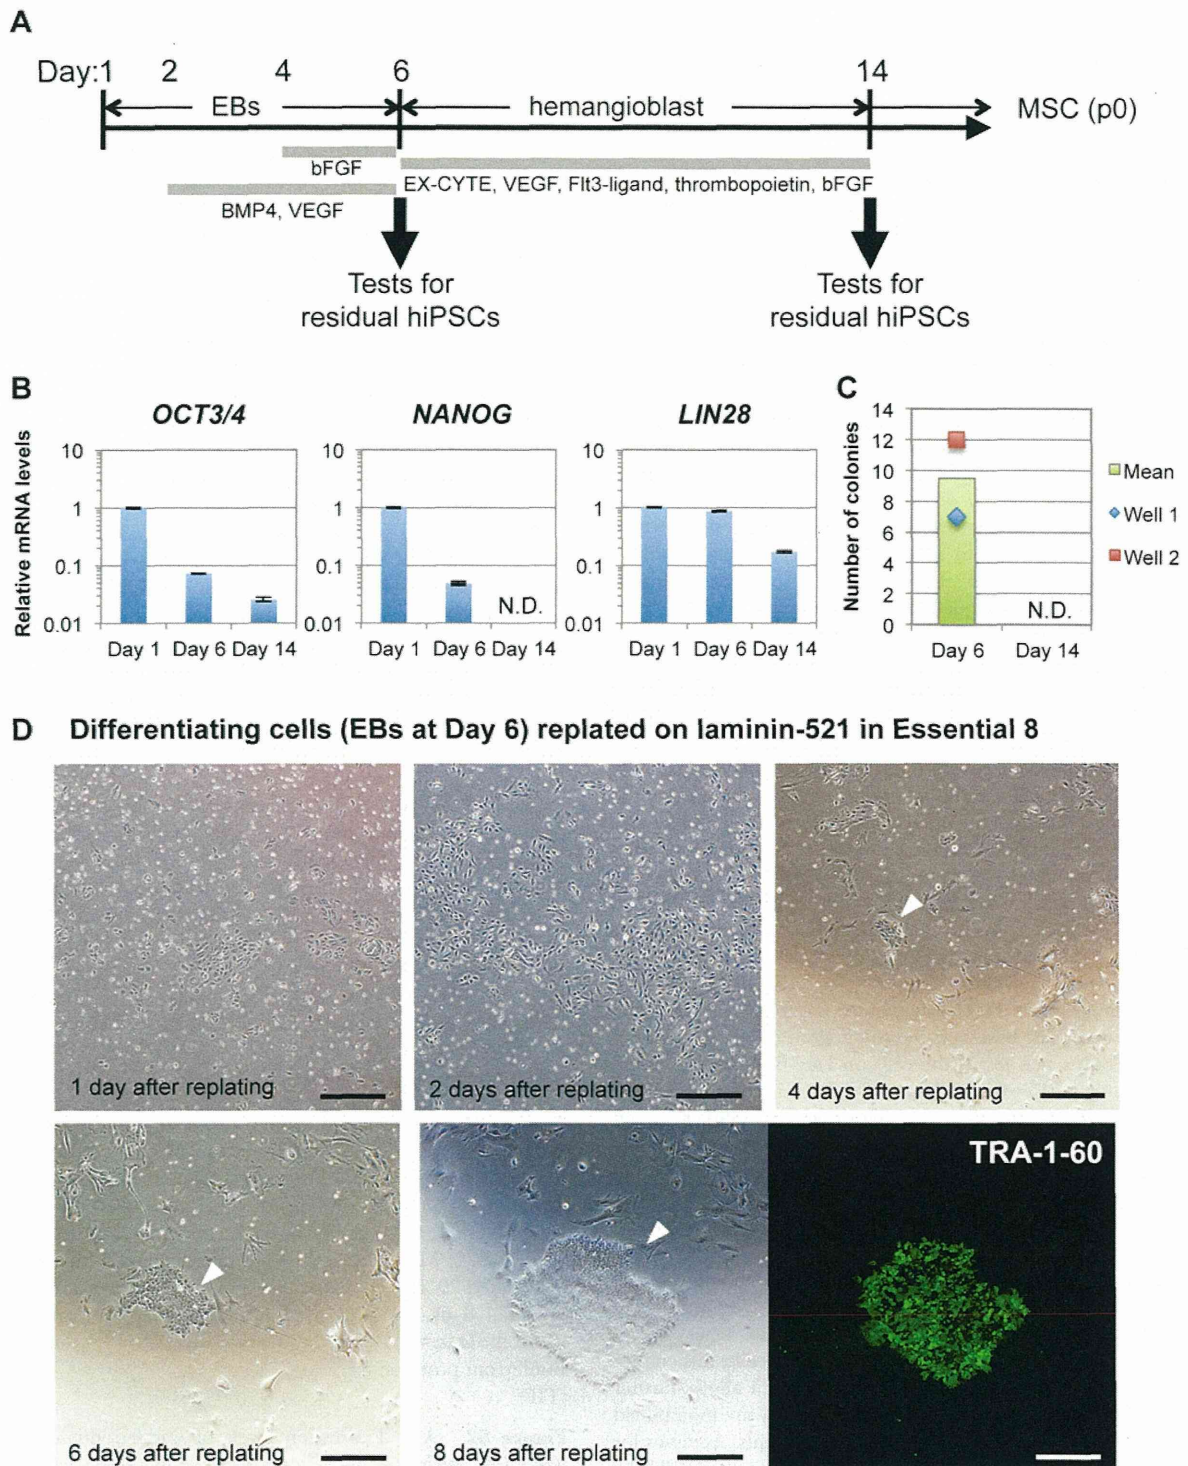 A
Day:1 2 4 6 14
EBs hemangioblast MSC (p0)
bFGF
EX-CYTE, VEGF, Flt3-ligand, thrombopoietin, bFGF
BMP4, VEGF
Tests for
residual hiPSCs
Tests for
residual hiPSCs
B
OCT3/4
Relative mRNA levels
10
1
0.1
0.01
Day 1 Day 6 Day 14
NANOG
10
1
0.1
0.01
N.D.
Day 1 Day 6 Day 14
LIN28
10
1
0.1
0.01
Day 1 Day 6 Day 14
C
Number of colonies
14
12
10
8
6
4
2
0
N.D.
Day 6 Day 14
Mean
Well 1
Well 2
D Differentiating cells (EBs at Day 6) replated on laminin-521 in Essential 8
1 day after replating
2 days after replating
4 days after replating
6 days after replating
8 days after replating
TRA-1-60